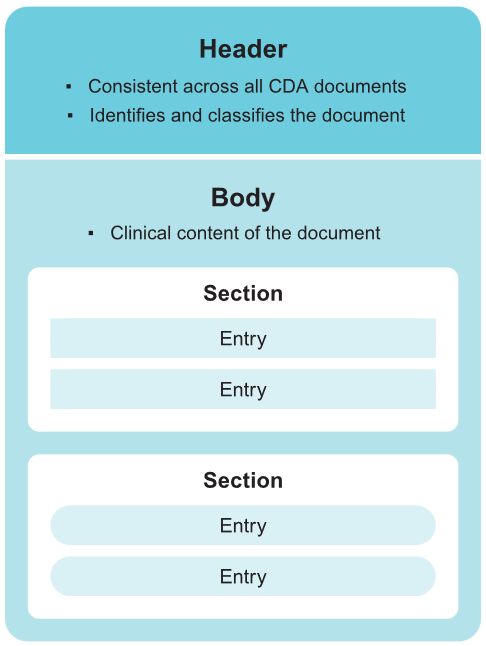 Header
▪ Consistent across all CDA documents
▪ Identifies and classifies the document
Body
▪ Clinical content of the document
Section
Entry
Entry
Section
Entry
Entry